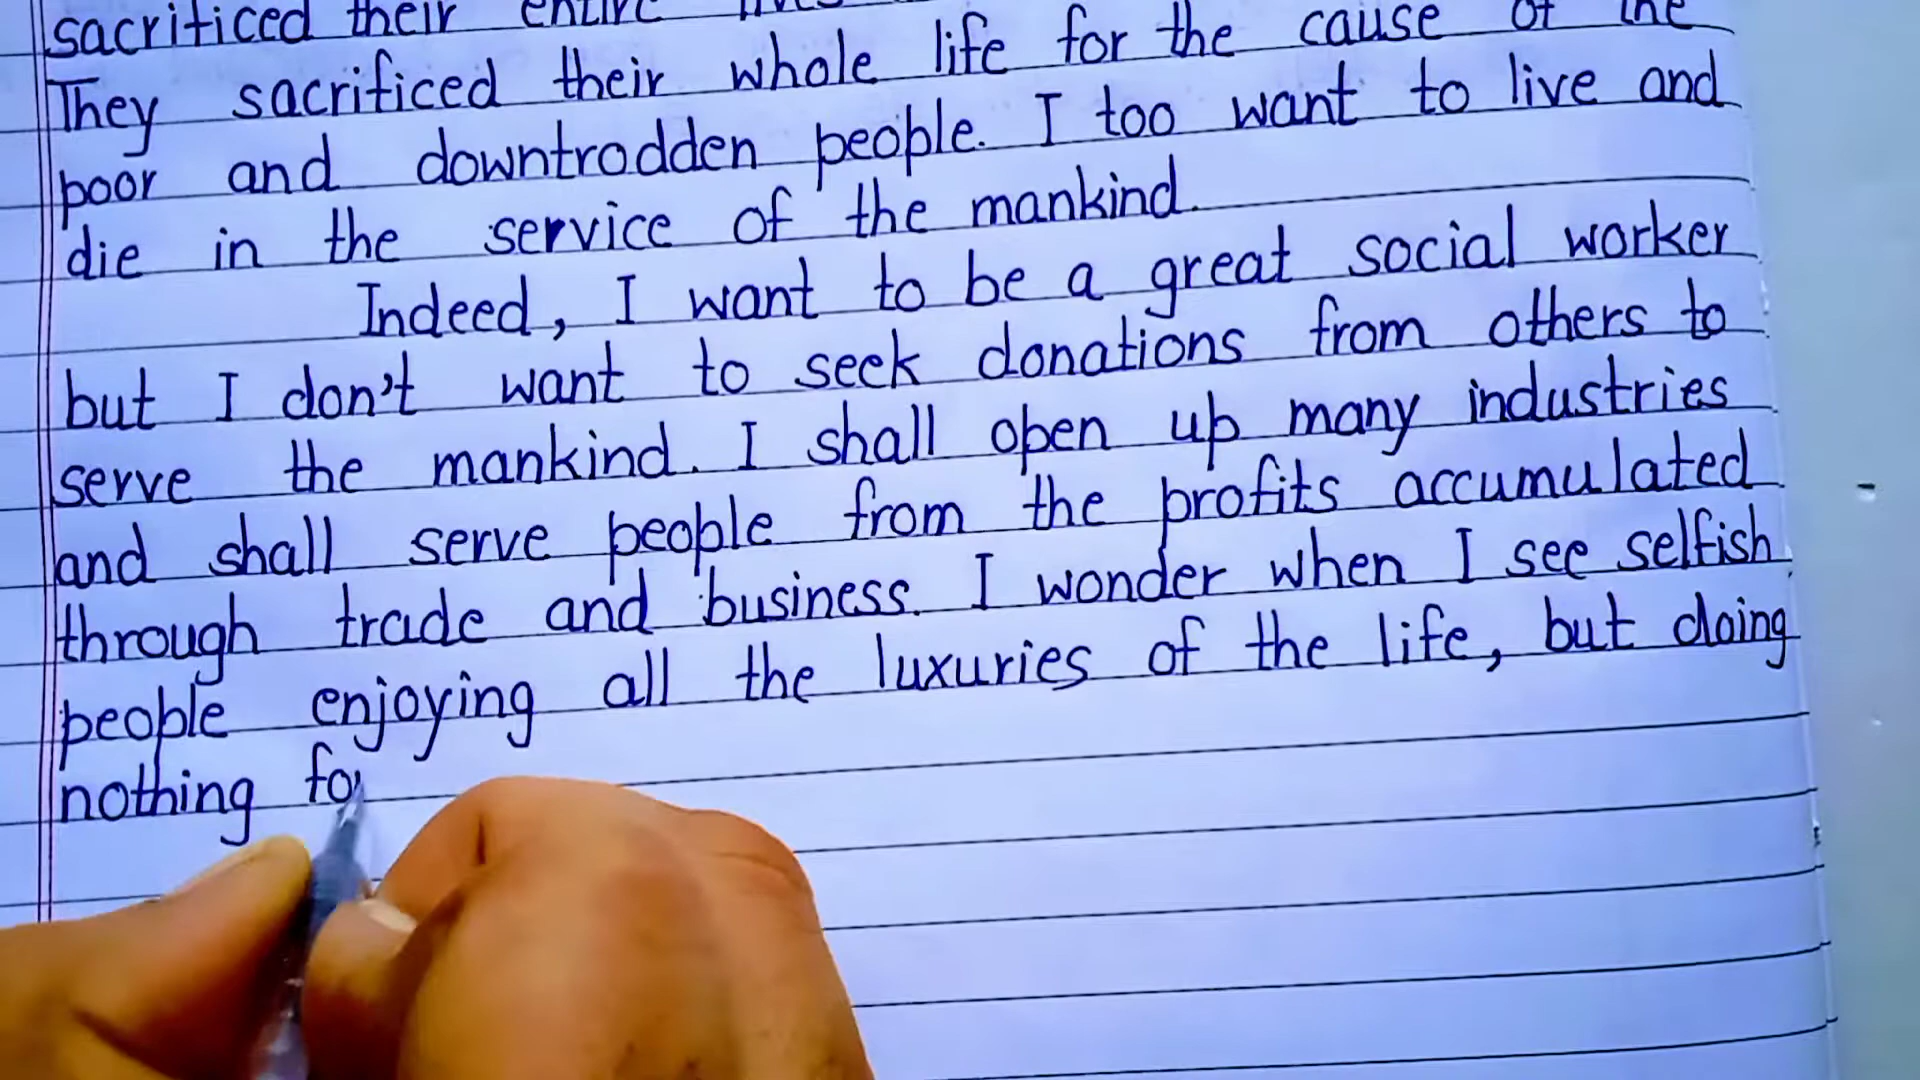 sacrificed their entire lives
They sacrificed their whole life for the cause of the
poor and downtrodden people. I too want to live and
die in the service of the mankind.
Indeed, I want to be a great social worker
but I don't want to seek donations from others to
serve the mankind. I shall open up many industries
and shall serve people from the profits accumulated
through trade and business. I wonder when I see selfish
people enjoying all the luxuries of the life, but doing
nothing for